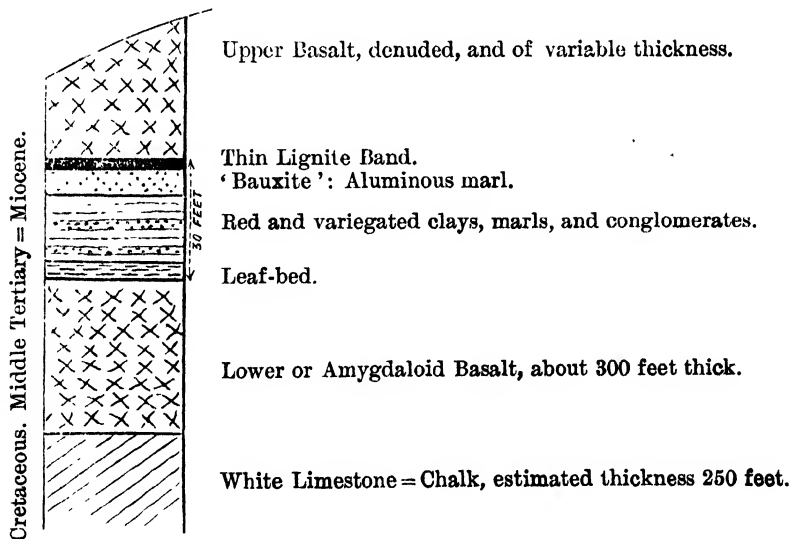 Upper Basalt, denuded, and of variable thickness.
Thin Lignite Band.
‘Bauxite’: Aluminous marl.
Red and variegated clays, marls, and conglomerates.
30 FEET
Leaf-bed.
Lower or Amygdaloid Basalt, about 300 feet thick.
White Limestone = Chalk, estimated thickness 250 feet.
Cretaceous. Middle Tertiary = Miocene.